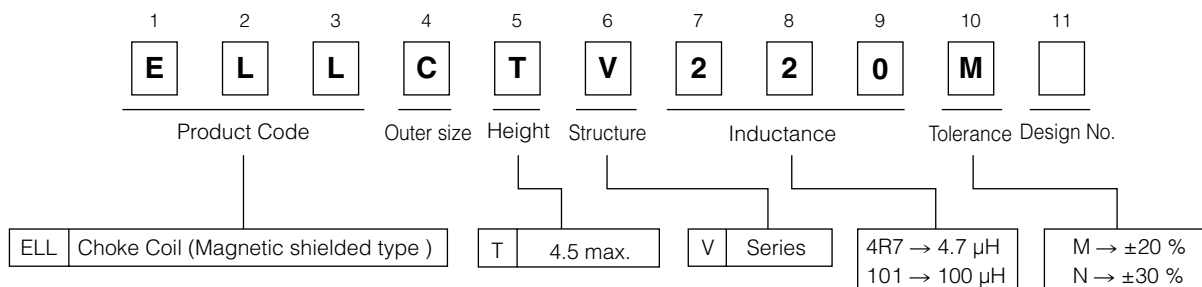 1 2 3 4 5 6 7 8 9 10 11
E L L C T V 2 2 0 M
Product Code Outer size Height Structure Inductance Tolerance Design No.
ELL Choke Coil (Magnetic shielded type ) T 4.5 max. V Series 4R7 → 4.7 µH M → ±20 %
101 → 100 µH N → ±30 %